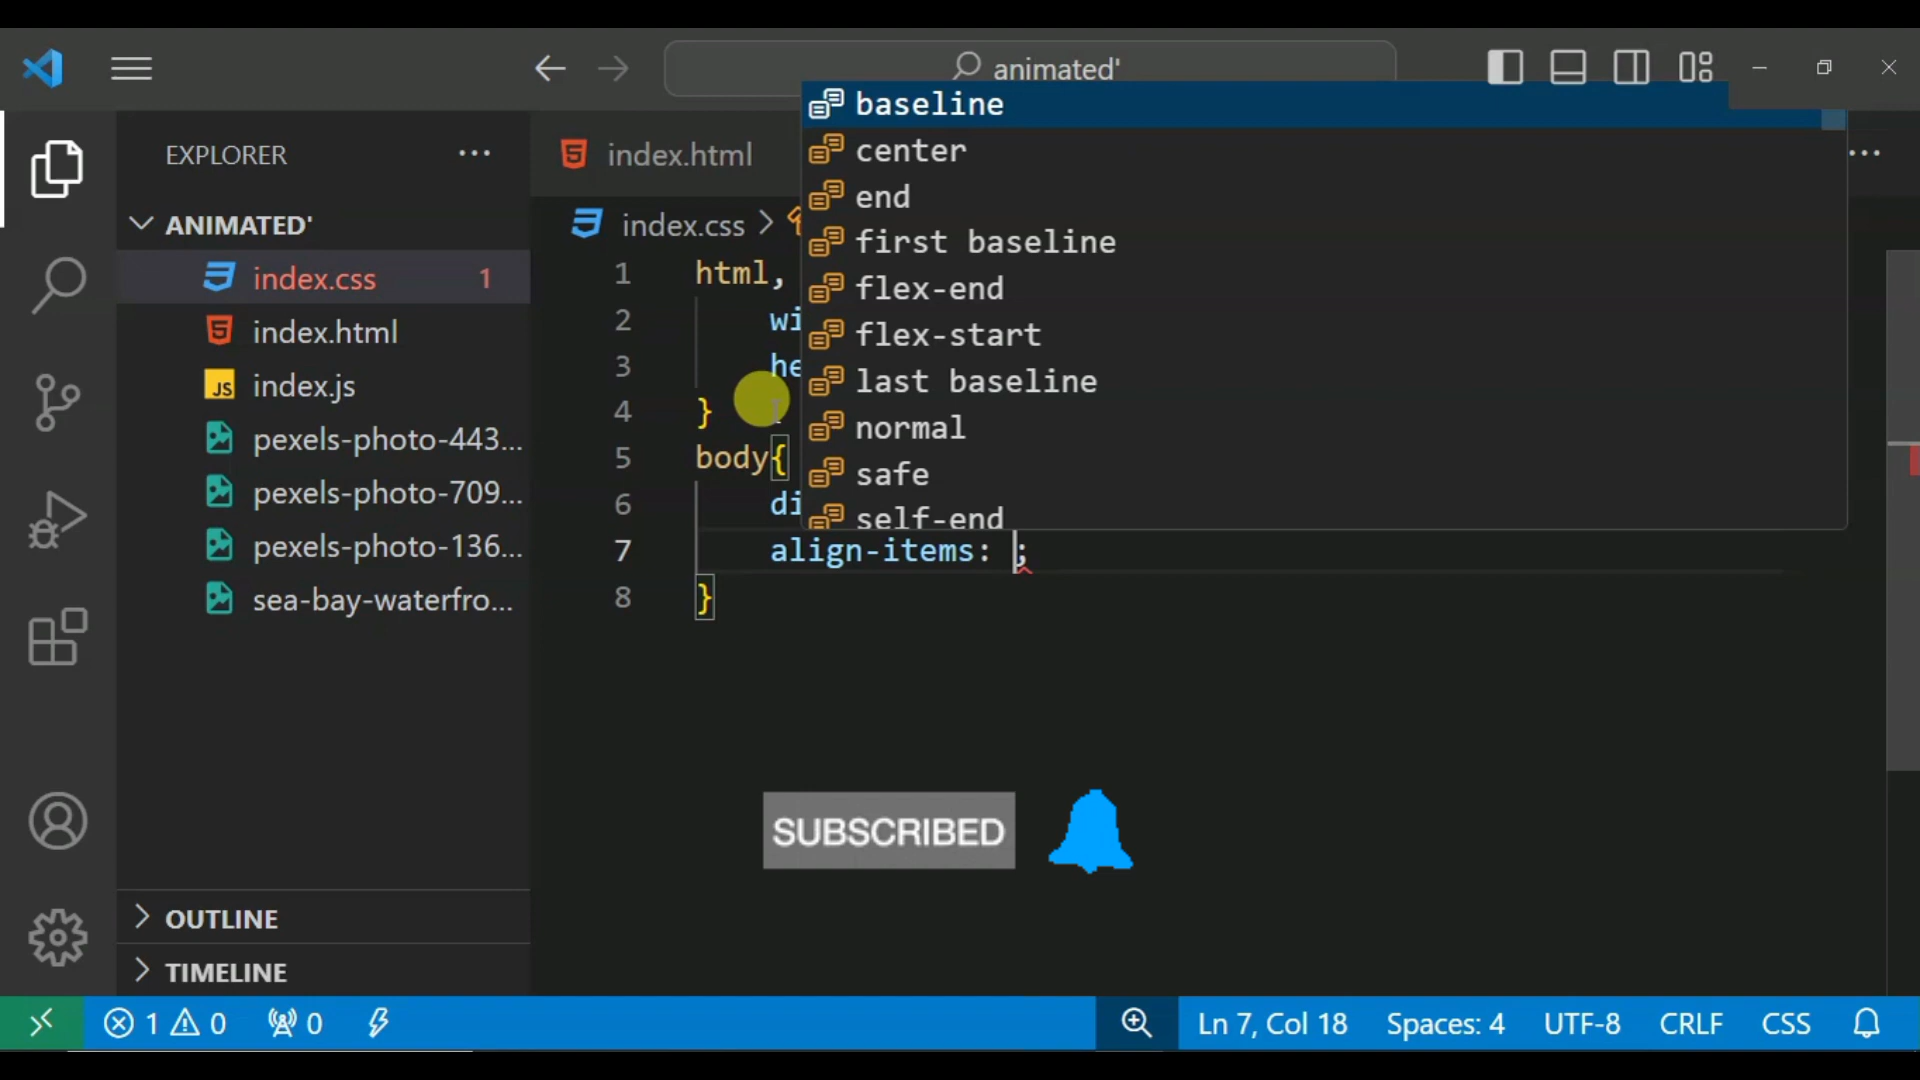 animated'
EXPLORER
ANIMATED'
index.css 1
index.html
index.js
pexels-photo-443...
pexels-photo-709...
pexels-photo-136...
sea-bay-waterfro...
OUTLINE
TIMELINE
index.html
index.css
1 html,
2 wi
3 he
4 }
5 body{
6 di
7 align-items: ;
8 }
baseline
center
end
first baseline
flex-end
flex-start
last baseline
normal
safe
self-end
SUBSCRIBED
1 0 0 Ln 7, Col 18 Spaces: 4 UTF-8 CRLF CSS